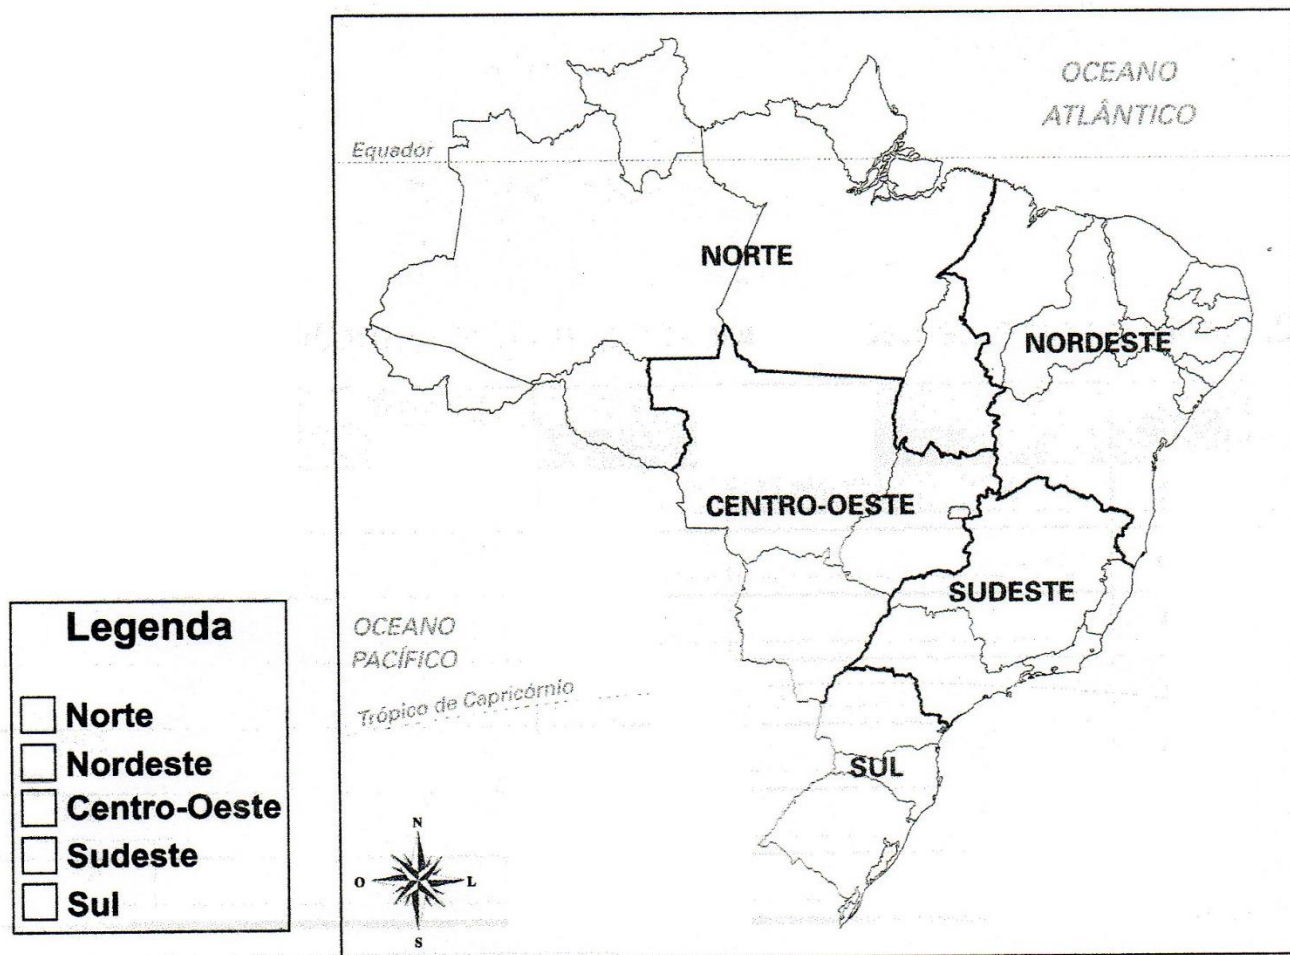 OCEANO
ATLÂNTICO
Equador
NORTE
NORDESTE
CENTRO-OESTE
SUDESTE
OCEANO
PACÍFICO
Trópico de Capricórnio
SUL
Legenda
Norte
Nordeste
Centro-Oeste
Sudeste
Sul
N
O
L
S